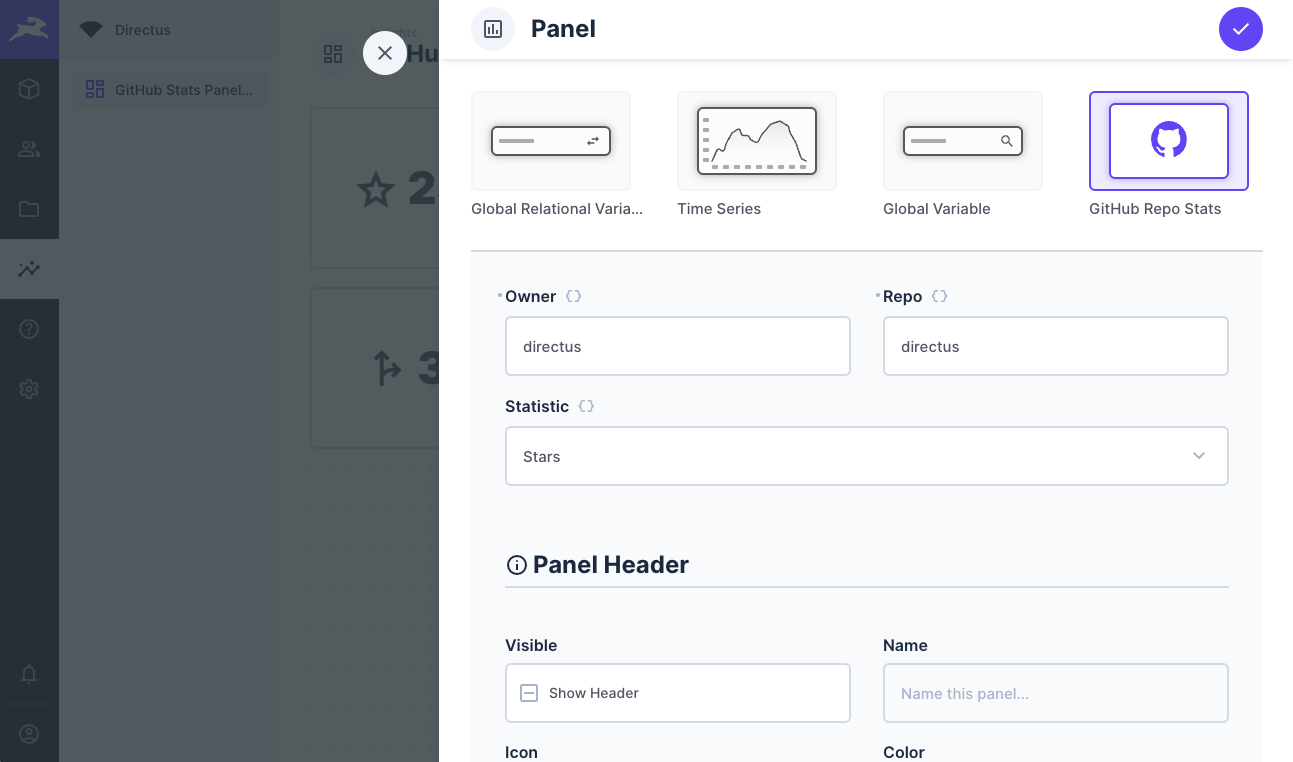 Directus
GitHub Stats Panel...
Hu
2
3
Panel
Global Relational Varia...
Time Series
Global Variable
GitHub Repo Stats
Owner
Repo
directus
directus
Statistic
Stars
Panel Header
Visible
Name
Show Header
Name this panel...
Icon
Color